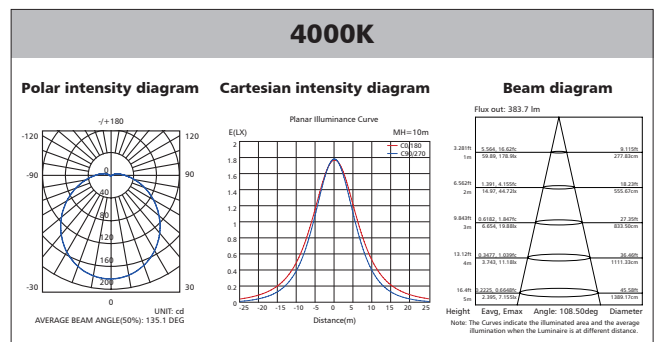 4000K
Polar intensity diagram
Cartesian intensity diagram
Beam diagram
-/+180
-120
120
-90
90
0
40
80
120
160
200
-30
30
0
UNIT: cd
AVERAGE BEAM ANGLE(50%): 135.1 DEG
Planar Illuminance Curve
E(LX)
MH=10m
C0/180
C90/270
2
1.8
1.6
1.4
1.2
1
0.8
0.6
0.4
0.2
0
-25 -20 -15 -10 -5 0 5 10 15 20 25
Distance(m)
Flux out: 383.7 lm
3.281ft 5.564, 16.62fc 9.115ft
1m 59.89, 178.9lx 277.83cm
6.562ft 1.391, 4.155fc 18.23ft
2m 14.97, 44.72lx 555.67cm
9.843ft 0.6182, 1.847fc 27.35ft
3m 6.654, 19.88lx 833.50cm
13.12ft 0.3477, 1.039fc 36.46ft
4m 3.743, 11.18lx 1111.33cm
16.4ft 0.2225, 0.6648fc 45.58ft
5m 2.395, 7.155lx 1389.17cm
Height Eavg, Emax Angle: 108.50deg Diameter
Note: The Curves indicate the illuminated area and the average
illumination when the Luminaire is at different distance.